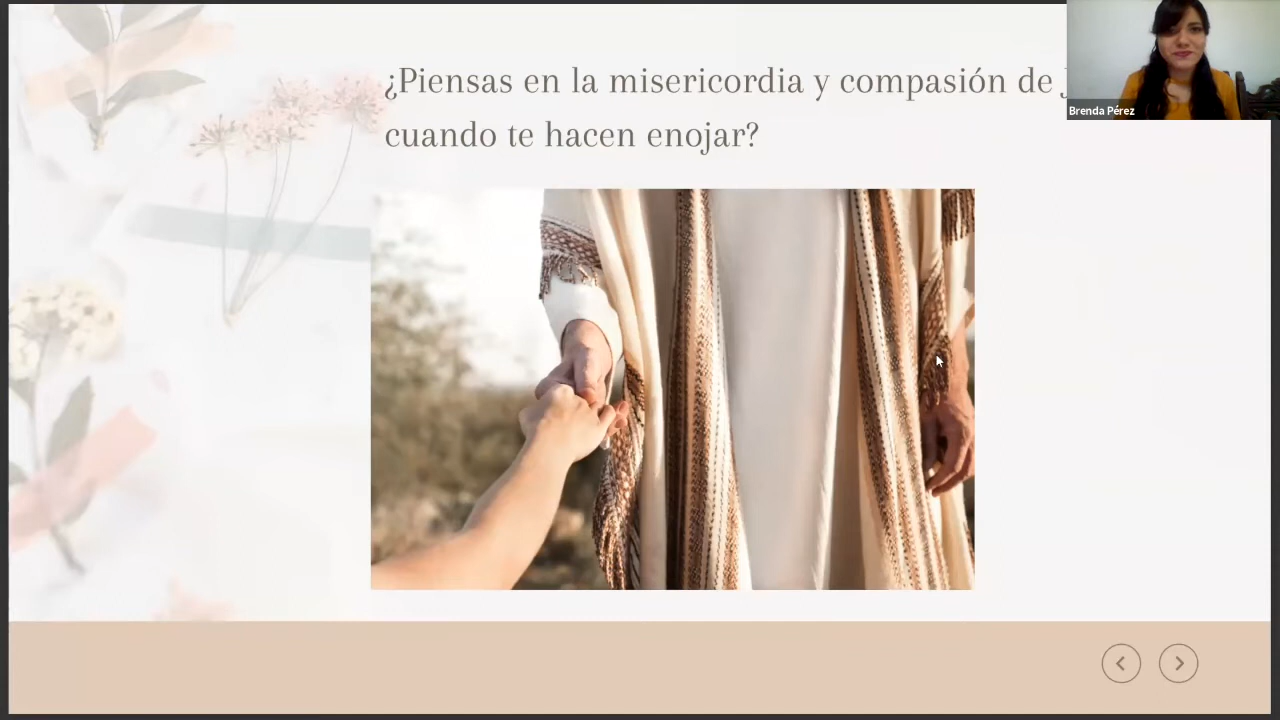 ¿Piensas en la misericordia y compasión de
cuando te hacen enojar?
Brenda Pérez